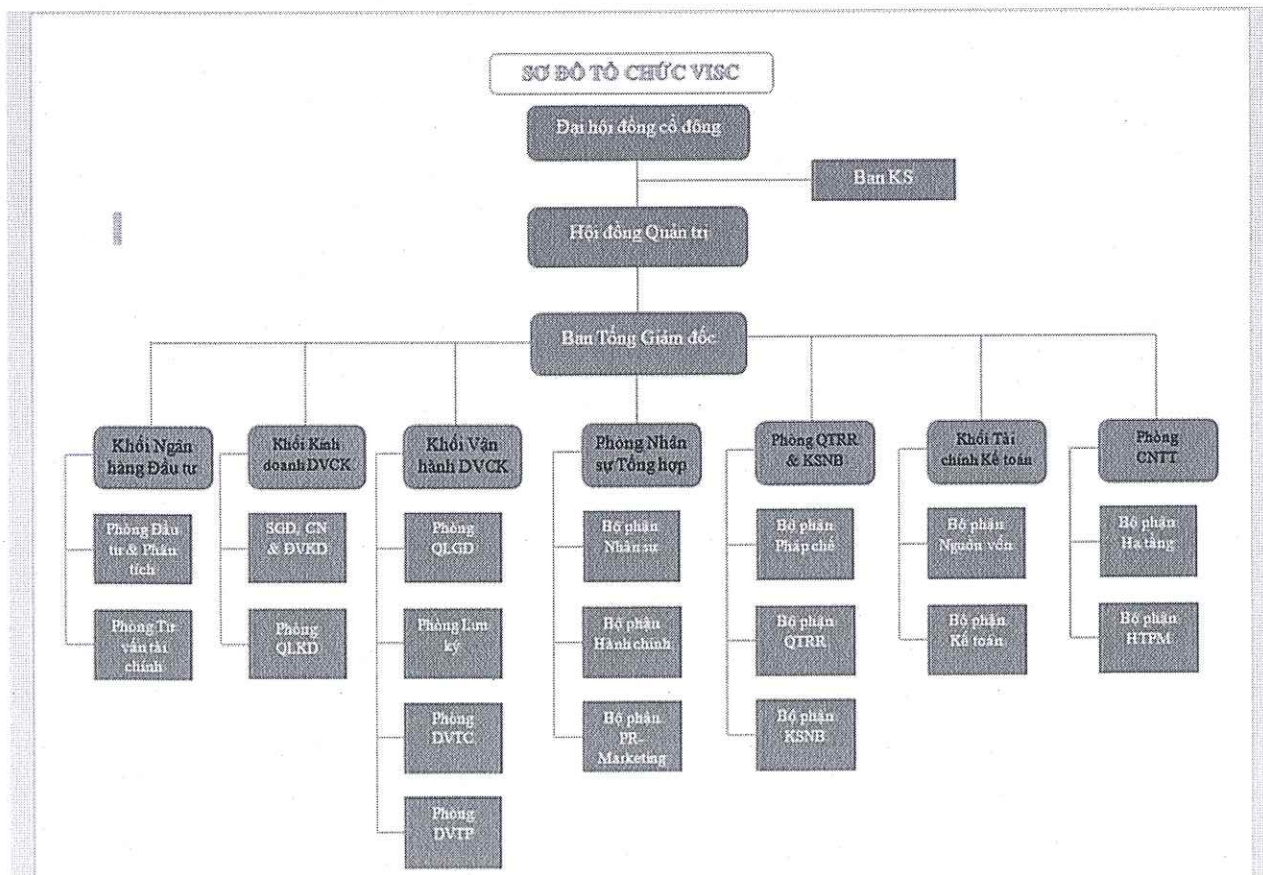 SƠ ĐỒ TỔ CHỨC VISC
Đại hội đồng cổ đông
Ban KS
Hội đồng Quản trị
Ban Tổng Giám đốc
Khối Ngân
hàng Đầu tư
Phòng Đầu
tư & Phân
tích
Phòng Tư
vấn tài
chính
Khối Kinh
doanh DVCK
SGD, CN
& ĐVKD
Phòng
QLKD
Khối Vận
hành DVCK
Phòng
QLGD
Phòng Lưu
ký
Phòng
DVTC
Phòng
DVTP
Phòng Nhân
sự Tổng hợp
Bộ phận
Nhân sự
Bộ phận
Hành chính
Bộ phận
PR-
Marketing
Phòng QTRR
& KSNB
Bộ phận
Pháp chế
Bộ phận
QTRR
Bộ phận
KSNB
Khối Tài
chính Kế toán
Bộ phận
Nguồn vốn
Bộ phận
Kế toán
Phòng
CNTT
Bộ phận
Hạ tầng
Bộ phận
HTPM